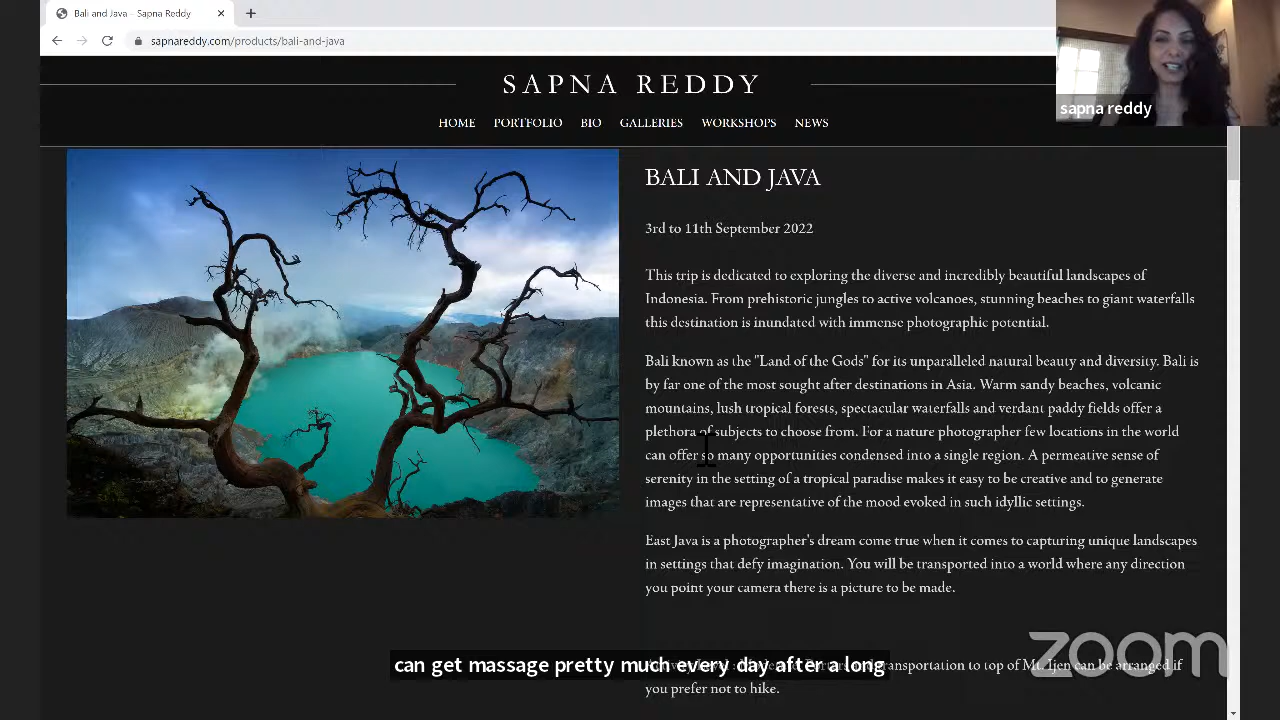 Bali and Java – Sapna Reddy
sapnareddy.com/products/bali-and-java
sapna reddy
SAPNA REDDY
HOME PORTFOLIO BIO GALLERIES WORKSHOPS NEWS
BALI AND JAVA
3rd to 11th September 2022
This trip is dedicated to exploring the diverse and incredibly beautiful landscapes of
Indonesia. From prehistoric jungles to active volcanoes, stunning beaches to giant waterfalls
this destination is inundated with immense photographic potential.
Bali known as the "Land of the Gods" for its unparalleled natural beauty and diversity. Bali is
by far one of the most sought after destinations in Asia. Warm sandy beaches, volcanic
mountains, lush tropical forests, spectacular waterfalls and verdant paddy fields offer a
plethora of subjects to choose from. For a nature photographer few locations in the world
can offer so many opportunities condensed into a single region. A permeative sense of
serenity in the setting of a tropical paradise makes it easy to be creative and to generate
images that are representative of the mood evoked in such idyllic settings.
East Java is a photographer's dream come true when it comes to capturing unique landscapes
in settings that defy imagination. You will be transported into a world where any direction
you point your camera there is a picture to be made.
transportation to top of Mt. Ijen can be arranged if
you prefer not to hike.
can get massage pretty much every day after a long
zoom